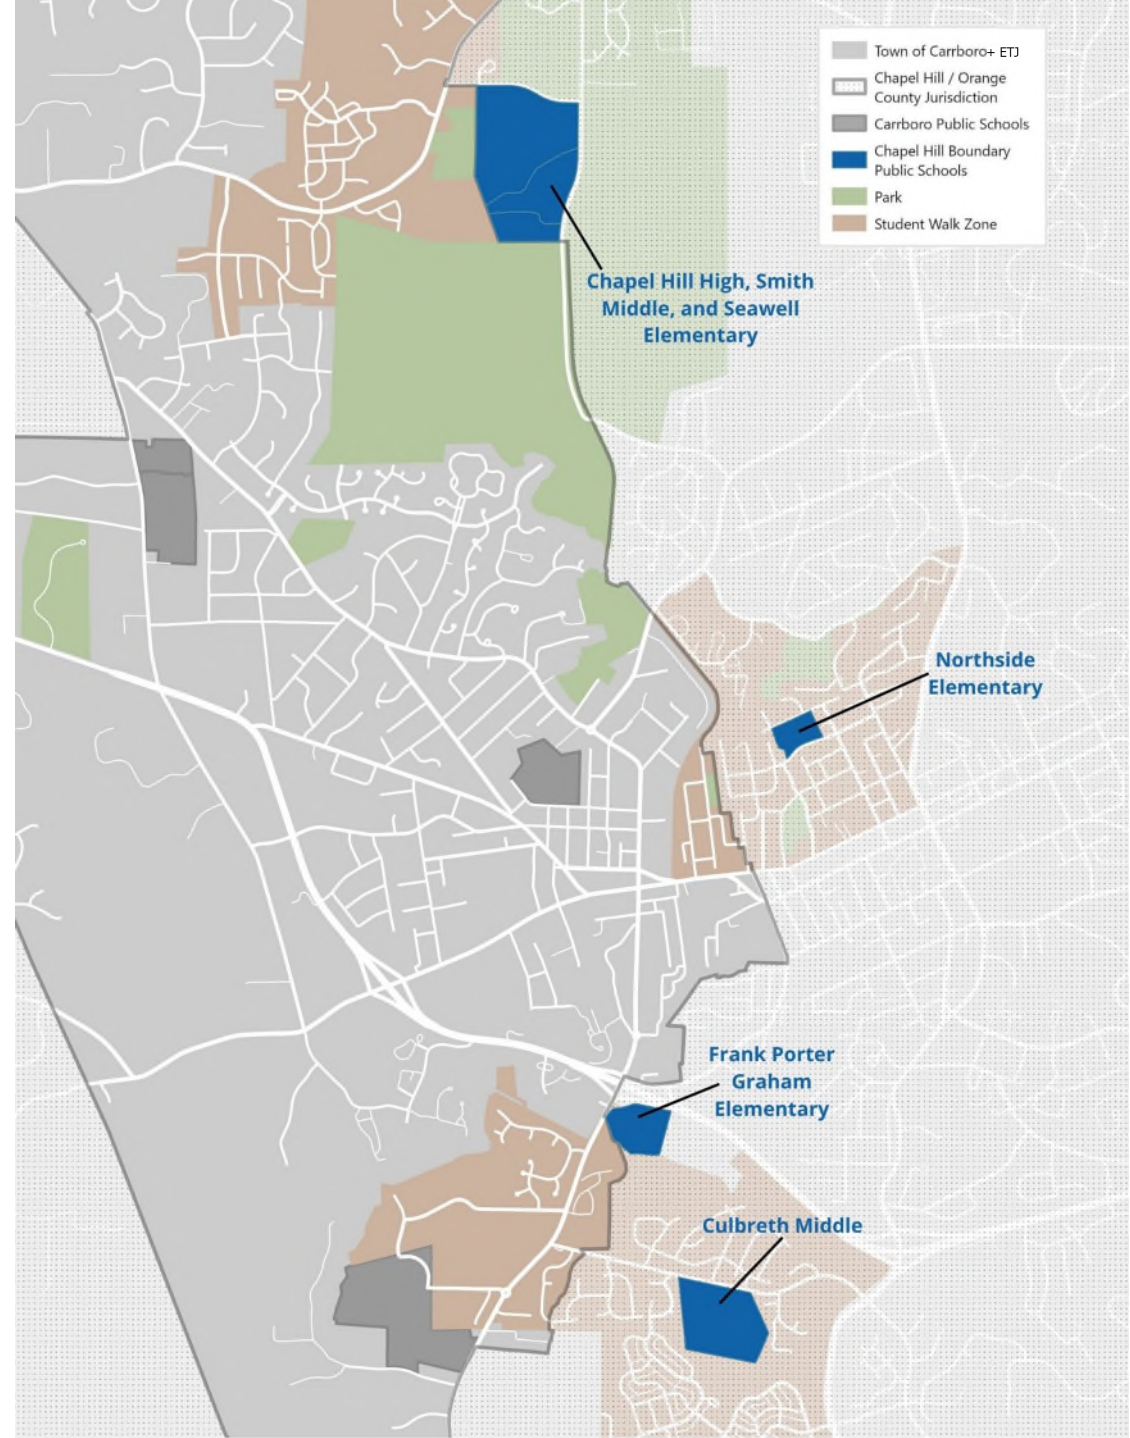 Town of Carrboro+ ETJ
Chapel Hill / Orange
County Jurisdiction
Carrboro Public Schools
Chapel Hill Boundary
Public Schools
Park
Student Walk Zone
Chapel Hill High, Smith
Middle, and Seawell
Elementary
Northside
Elementary
Frank Porter
Graham
Elementary
Culbreth Middle